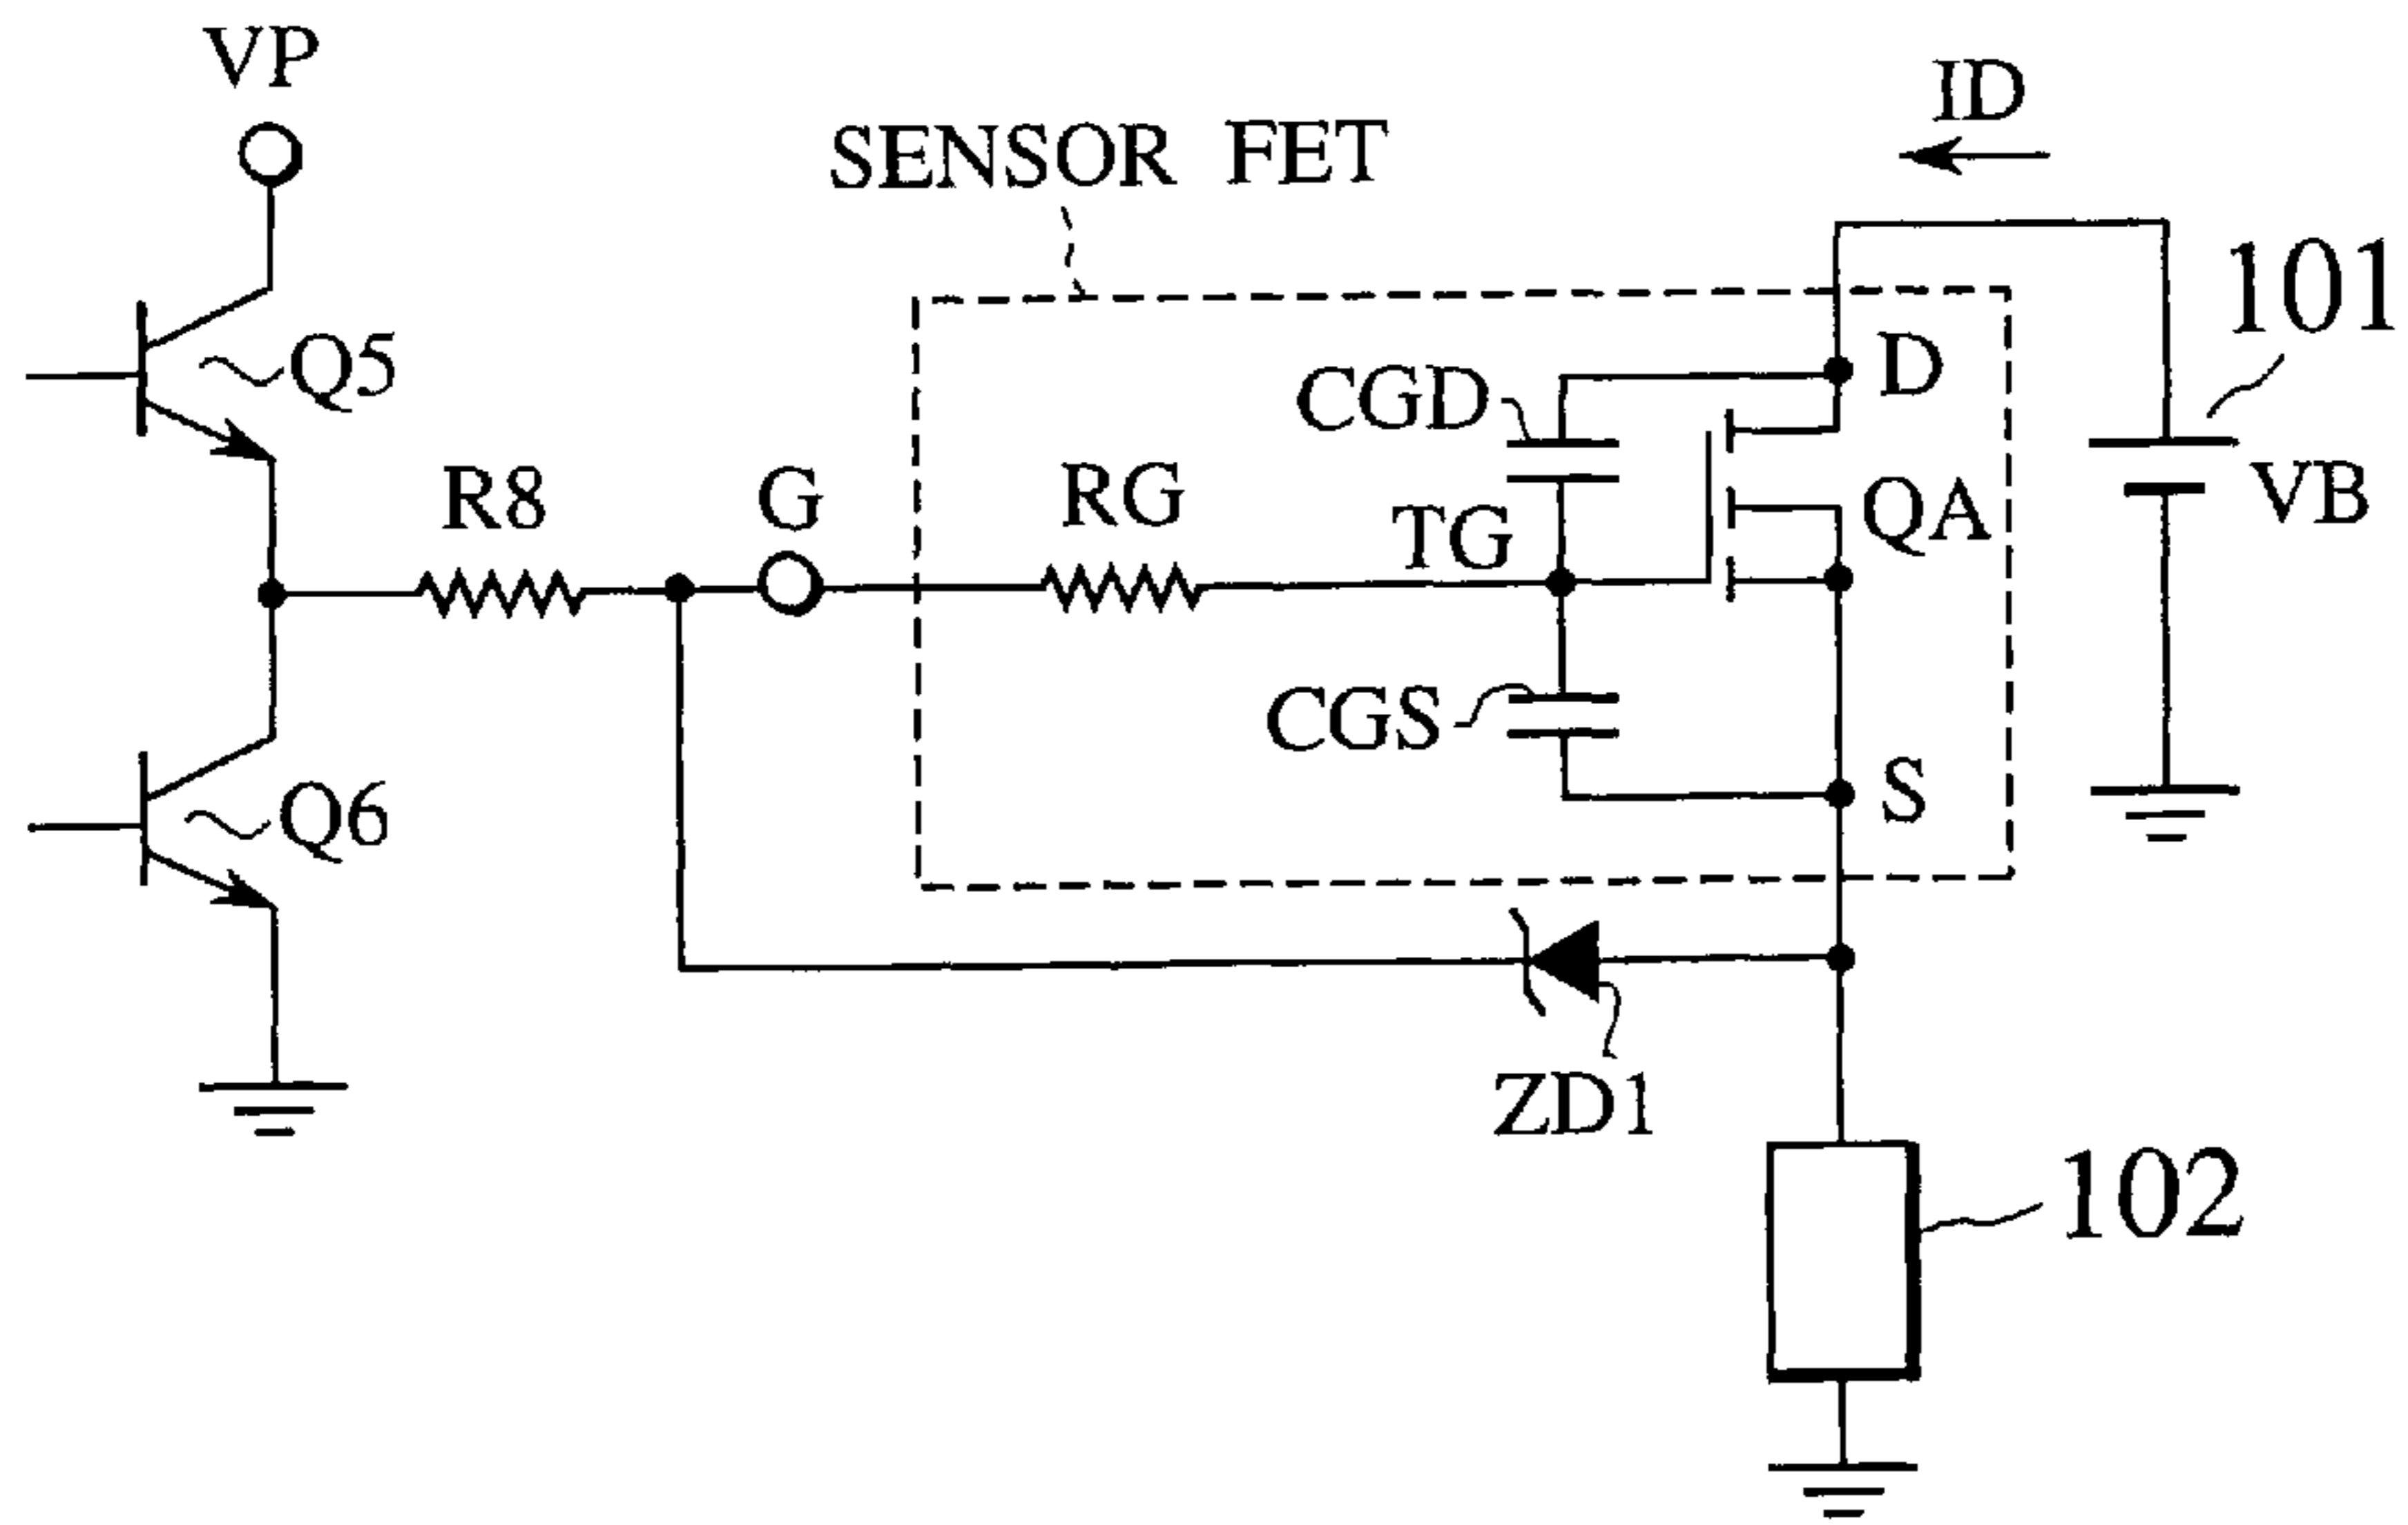 VP
ID
SENSOR FET
101
Q5
CGD
D
R8
G
RG
TG
QA
VB
CGS
S
Q6
ZD1
102